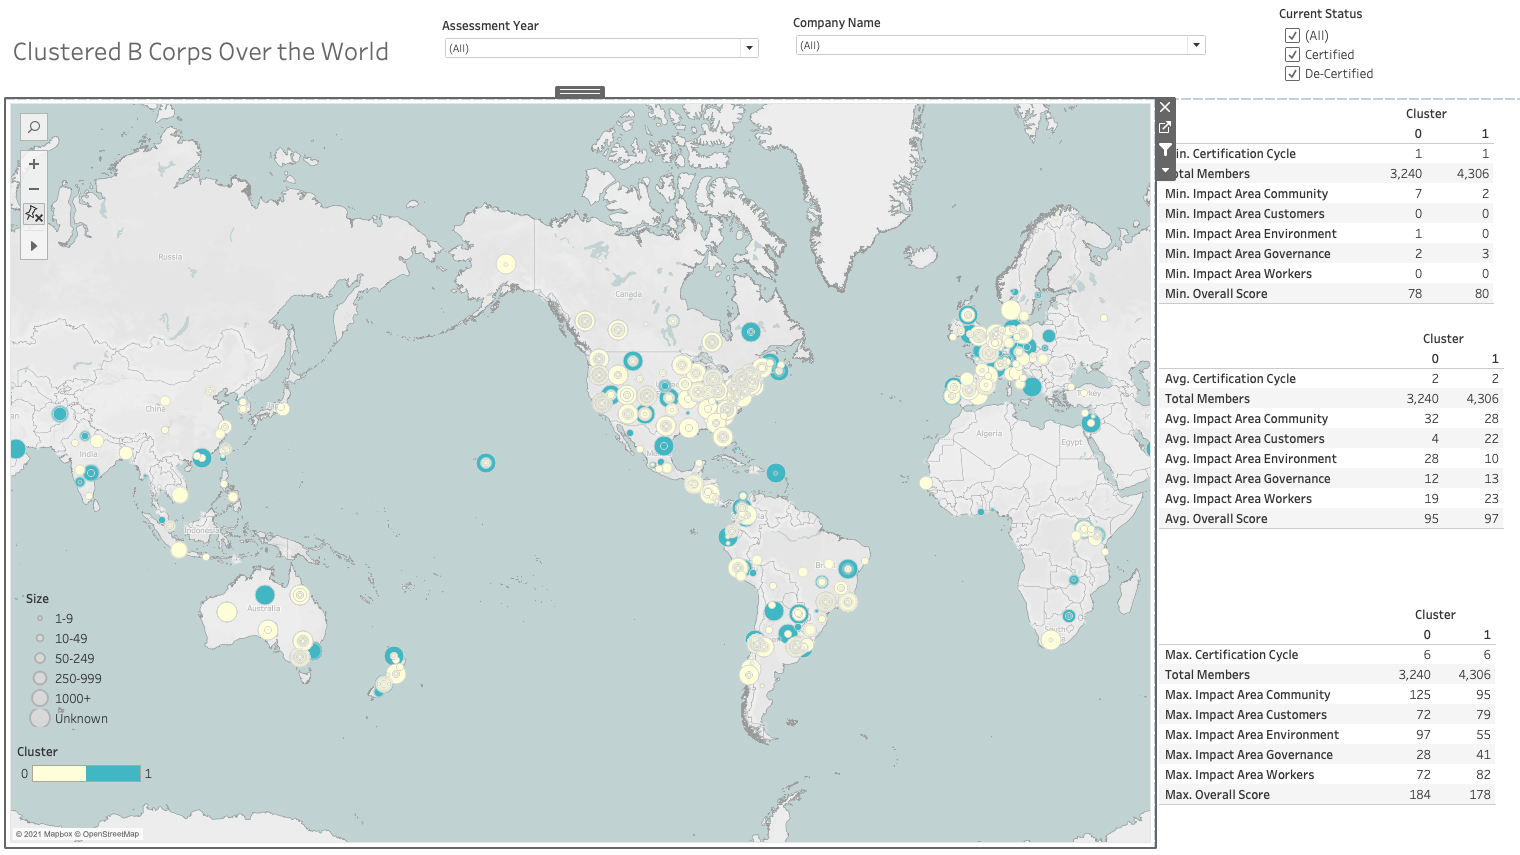 Clustered B Corps Over the World
Assessment Year
(All)
Company Name
(All)
Current Status
(All)
Certified
De-Certified
Russia
Canada
China
India
Indonesia
Australia
Algeria
Egypt
Size
1-9
10-49
50-249
250-999
1000+
Unknown
Cluster
0 1
© 2021 Mapbox © OpenStreetMap
Cluster
0 1
in. Certification Cycle 1 1
otal Members 3,240 4,306
Min. Impact Area Community 7 2
Min. Impact Area Customers 0 0
Min. Impact Area Environment 1 0
Min. Impact Area Governance 2 3
Min. Impact Area Workers 0 0
Min. Overall Score 78 80
Cluster
0 1
Avg. Certification Cycle 2 2
Total Members 3,240 4,306
Avg. Impact Area Community 32 28
Avg. Impact Area Customers 4 22
Avg. Impact Area Environment 28 10
Avg. Impact Area Governance 12 13
Avg. Impact Area Workers 19 23
Avg. Overall Score 95 97
Cluster
0 1
Max. Certification Cycle 6 6
Total Members 3,240 4,306
Max. Impact Area Community 125 95
Max. Impact Area Customers 72 79
Max. Impact Area Environment 97 55
Max. Impact Area Governance 28 41
Max. Impact Area Workers 72 82
Max. Overall Score 184 178